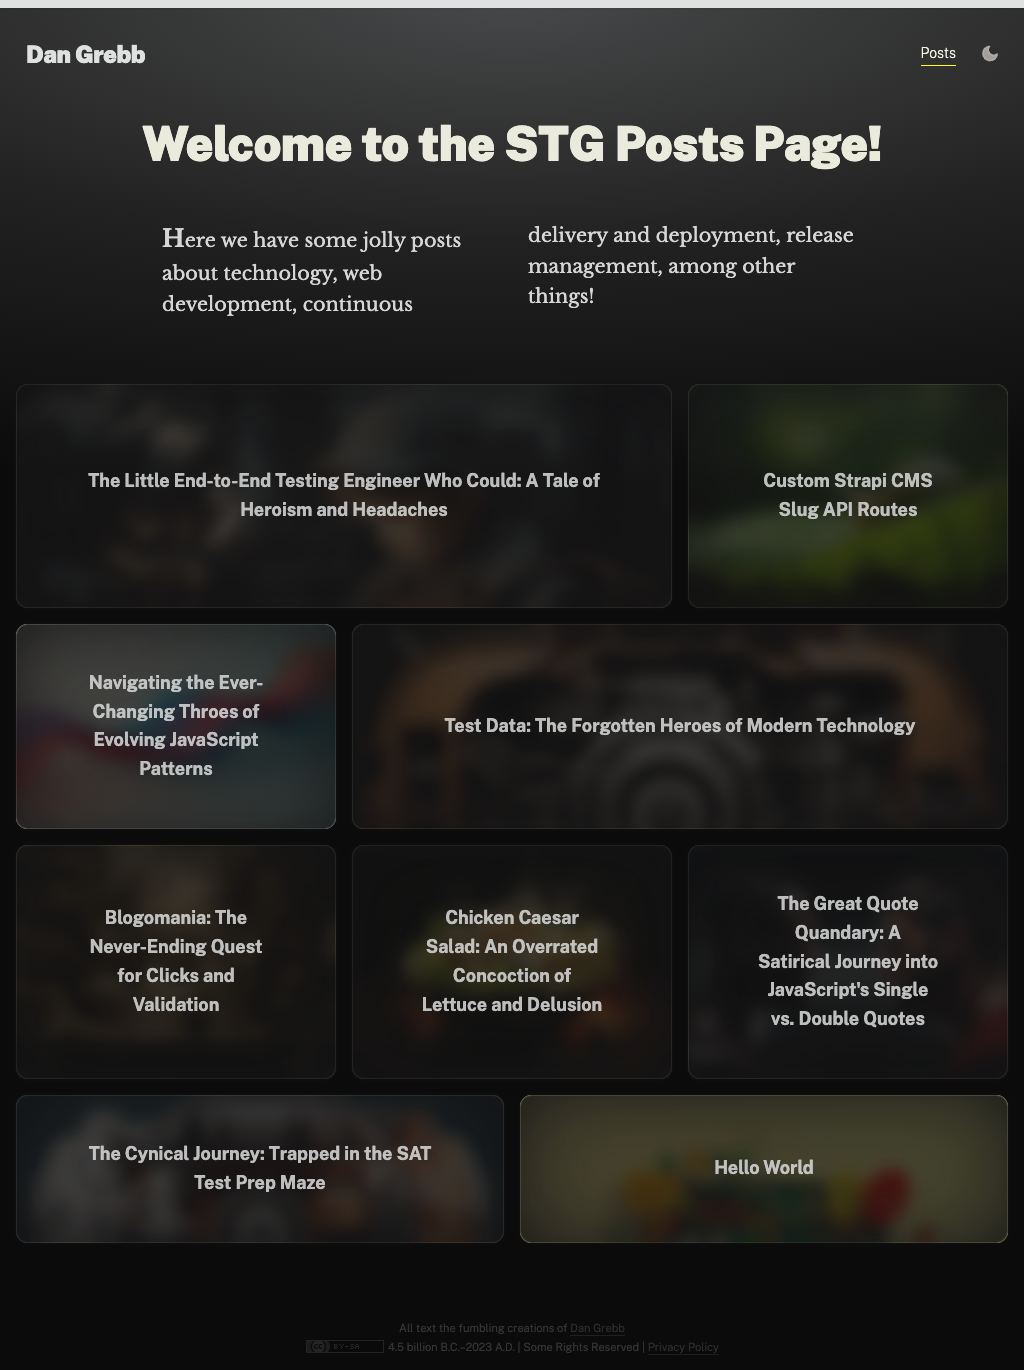 Dan Grebb
Posts
Welcome to the STG Posts Page!
Here we have some jolly posts
about technology, web
development, continuous
delivery and deployment, release
management, among other
things!
The Little End-to-End Testing Engineer Who Could: A Tale of
Heroism and Headaches
Custom Strapi CMS
Slug API Routes
Navigating the Ever-
Changing Throes of
Evolving JavaScript
Patterns
Test Data: The Forgotten Heroes of Modern Technology
Blogomania: The
Never-Ending Quest
for Clicks and
Validation
Chicken Caesar
Salad: An Overrated
Concoction of
Lettuce and Delusion
The Great Quote
Quandary: A
Satirical Journey into
JavaScript's Single
vs. Double Quotes
The Cynical Journey: Trapped in the SAT
Test Prep Maze
Hello World
All text the fumbling creations of Dan Grebb
CC BY-SA 4.5 billion B.C.–2023 A.D. | Some Rights Reserved | Privacy Policy